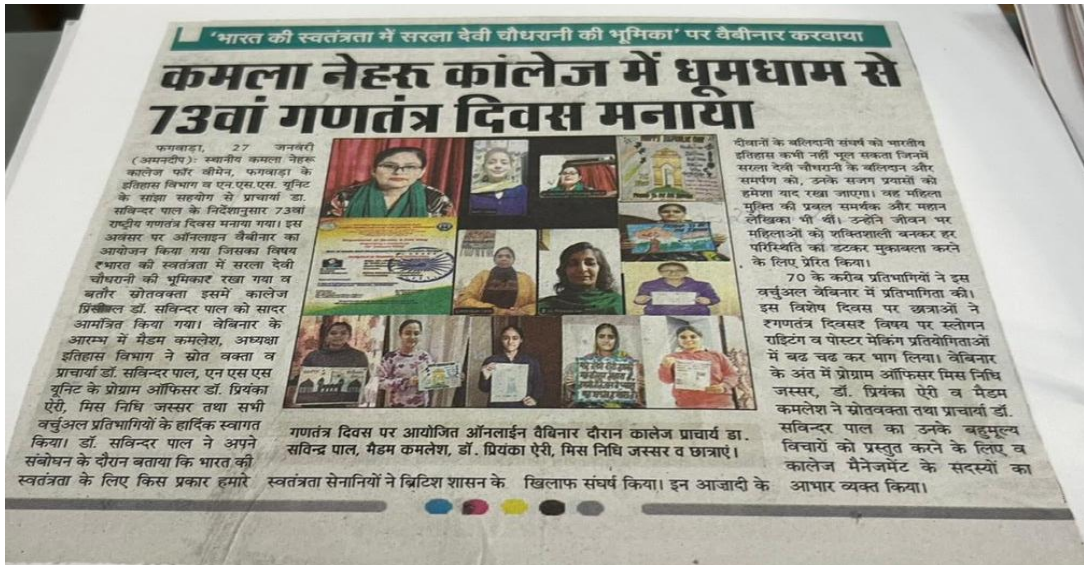 'भारत की स्वतंत्रता में सरला देवी चौधरानी की भूमिका' पर वैबीनार करवाया
कमला नेहरू कांलेज में धूमधाम से
73वां गणतंत्र दिवस मनाया
फगवाड़ा, 27 जनवरी
(अमनदीप): स्थानीय कमला नेहरू
कालेज फॉर वीमेन, फगवाड़ा के
इतिहास विभाग व एन.एस.एस. यूनिट
के सांझा सहयोग से प्राचार्या डा.
सविन्दर पाल के निर्देशानुसार 73वां
राष्ट्रीय गणतंत्र दिवस मनाया गया। इस
अवसर पर ऑनलाइन वैबीनार का
आयोजन किया गया जिसका विषय
₹भारत की स्वतंत्रता में सरला देवी
चौधरानी की भूमिका₹ रखा गया व
बतौर स्रोतवक्ता इसमें कालेज
प्रिंसीपल डॉ. सविन्दर पाल को सादर
आमंत्रित किया गया। वेबिनार के
आरम्भ में मैडम कमलेश, अध्यक्षा
इतिहास विभाग ने स्रोत वक्ता व
प्राचार्या डॉ. सविन्दर पाल, एन एस एस
यूनिट के प्रोग्राम ऑफिसर डॉ. प्रियंका
ऐरी, मिस निधि जस्सर तथा सभी
वर्चुअल प्रतिभागियों के हार्दिक स्वागत
किया। डॉ. सविन्दर पाल ने अपने
संबोघन के दौरान बताया कि भारत की
स्वतंत्रता के लिए किस प्रकार हमारे
स्वतंत्रता सेनानियों ने ब्रिटिश शासन के
खिलाफ संघर्ष किया। इन आजादी के
दीवानों के बलिदानी संघर्ष को भारतीय
इतिहास कभी नहीं भूल सकता जिनमें
सरला देवी चौधरानी के बलिदान और
समर्पण को, उनके सजग प्रयासों को
हमेशा याद रखा जाएगा। वह महिला
मुक्ति की प्रबल समर्थक और महान
लेखिका भी थीं। उन्होंने जीवन भर
महिलाओं को शक्तिशाली बनकर हर
परिस्थिति का डटकर मुकाबला करने
के लिए प्रेरित किया।
70 के करीब प्रतिभागियों ने इस
वर्चुअल वेबिनार में प्रतिभागिता की।
इस विशेष दिवस पर छात्राओं ने
₹गणतंत्र दिवस₹ विषय पर स्लोगन
राइटिंग व पोस्टर मेकिंग प्रतियोगिताओं
में बढ चढ कर भाग लिया। वेबिनार
के अंत में प्रोग्राम ऑफिसर मिस निधि
जस्सर, डॉ. प्रियंका ऐरी व मैडम
कमलेश ने स्रोतवक्ता तथा प्राचार्या डॉ.
सविन्दर पाल का उनके बहुमूल्य
विचारों को प्रस्तुत करने के लिए व
कालेज मैनेजमेंट के सदस्यों का
आभार व्यक्त किया।
गणतंत्र दिवस पर आयोजित ऑनलाईन वैबिनार दौरान कालेज प्राचार्य डा.
सविन्द्र पाल, मैडम कमलेश, डॉ. प्रियंका ऐरी, मिस निधि जस्सर व छात्राएं।